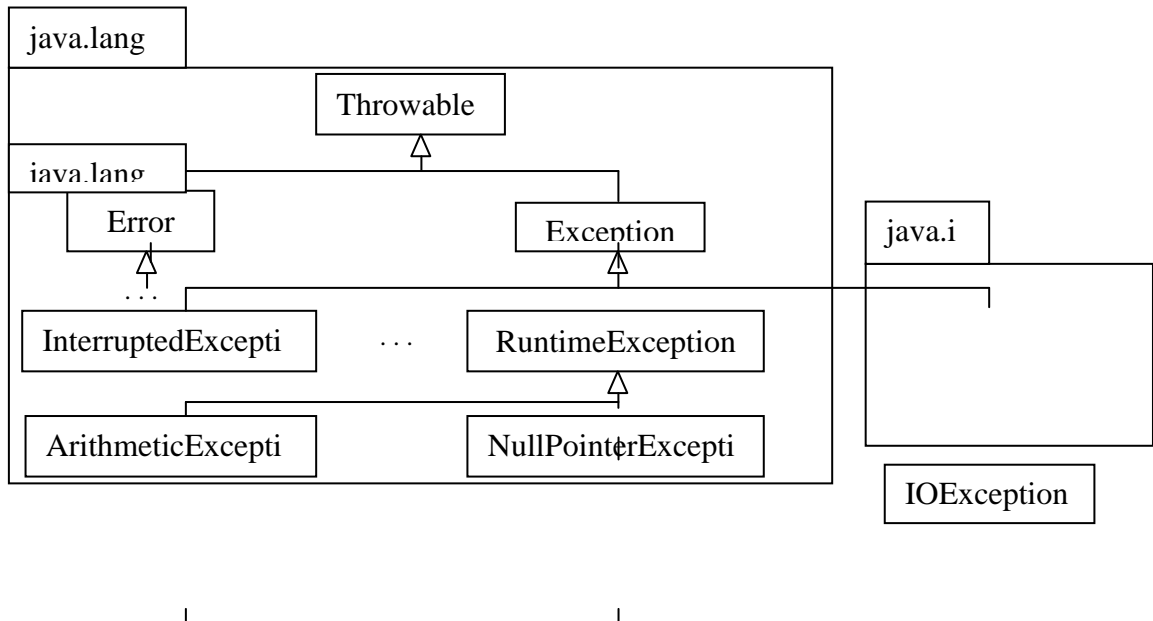 java.lang
Throwable
java.lang
Error
Exception
java.i
. . .
InterruptedExcepti
. . .
RuntimeException
ArithmeticExcepti
NullPointerExcepti
IOException